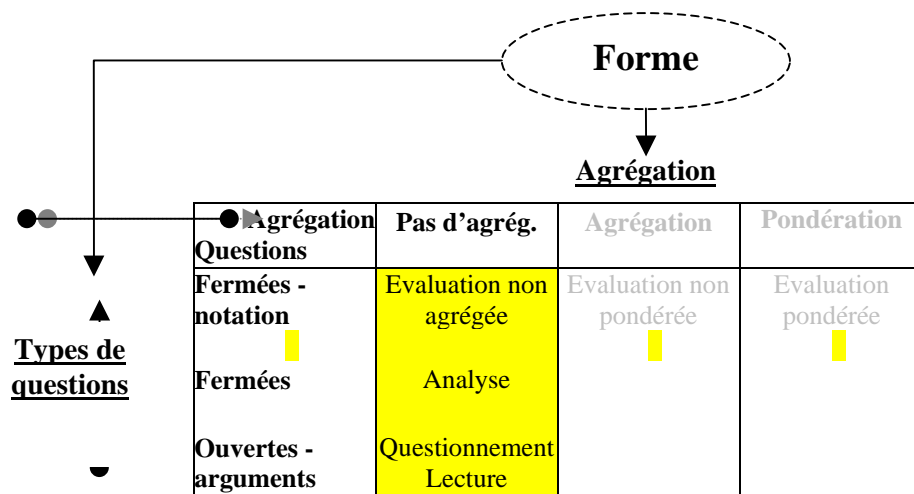 Forme
Agrégation
Agrégation
Questions
Pas d’agrég.
Agrégation
Pondération
Fermées -
notation
Evaluation non
agrégée
Evaluation non
pondérée
Evaluation
pondérée
Types de
questions
Fermées
Analyse
Ouvertes -
arguments
Questionnement
Lecture